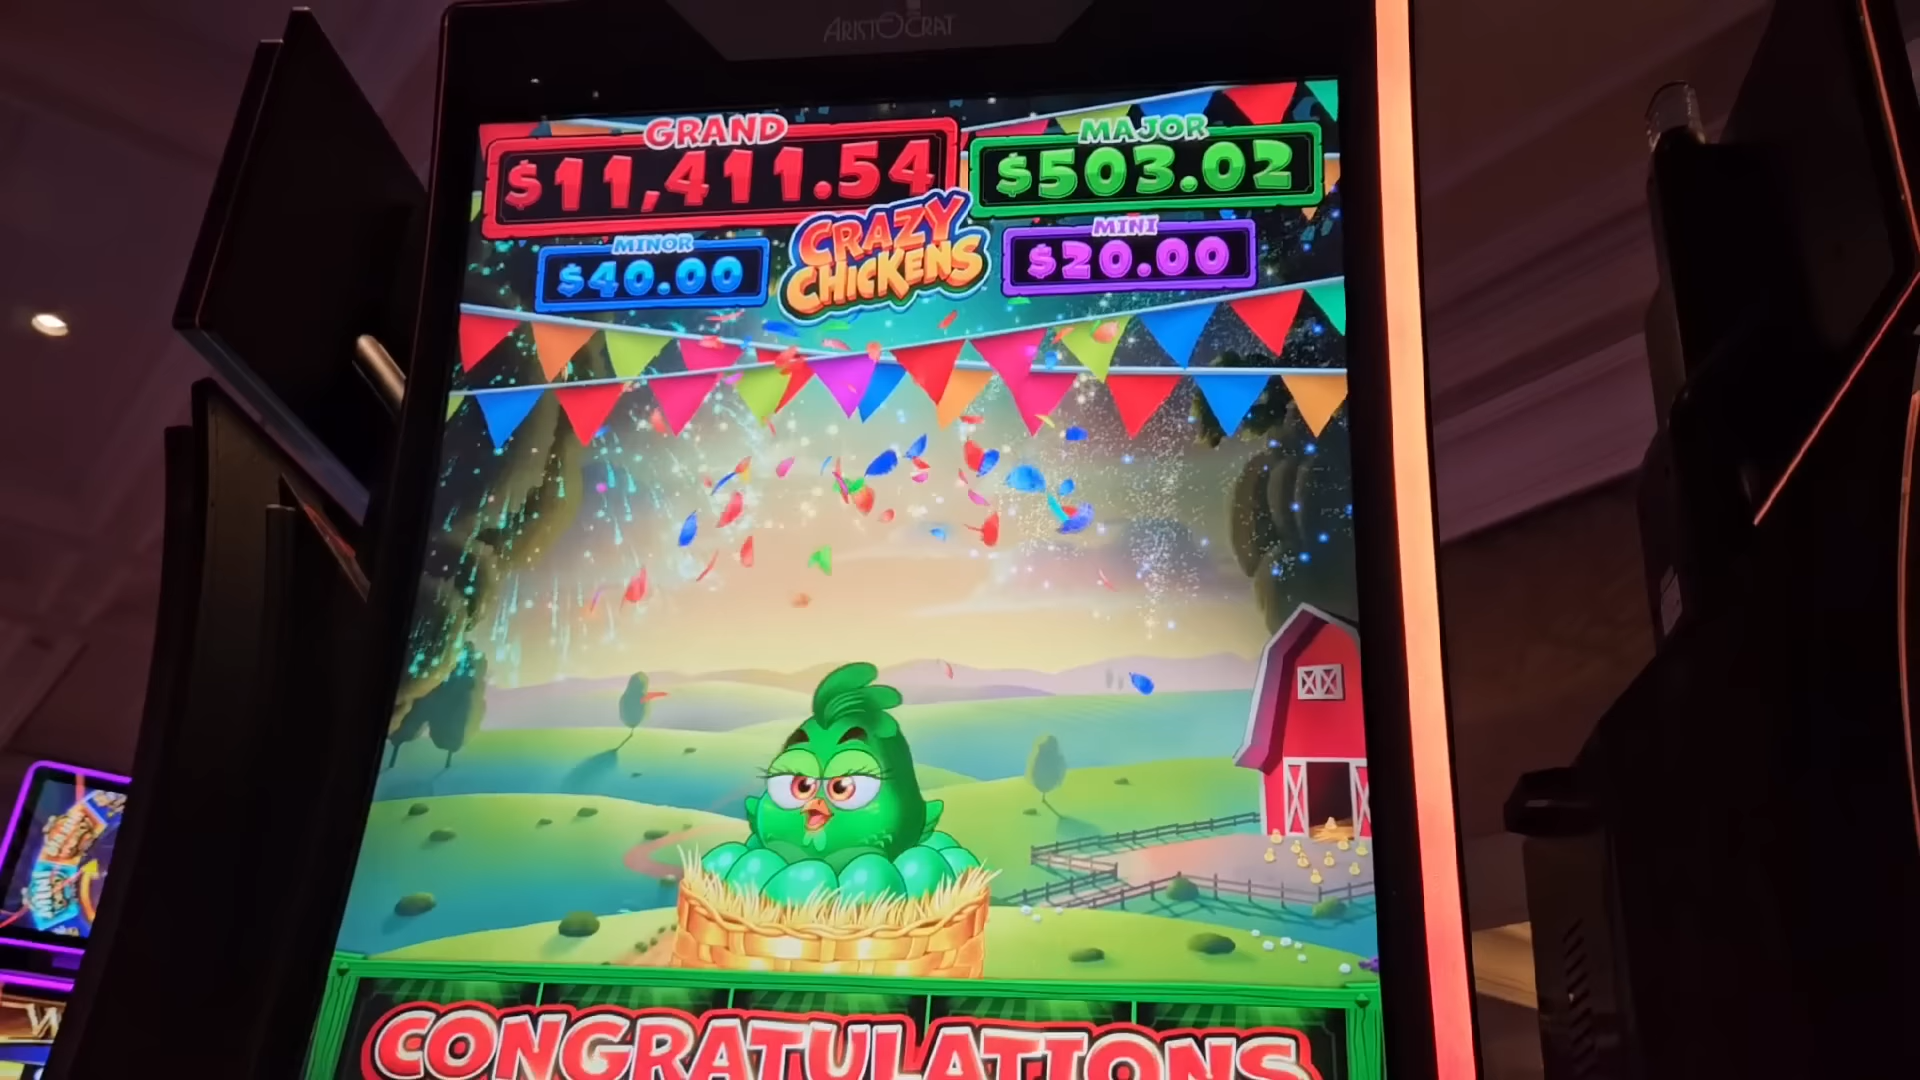 ARISTOCRAT
GRAND
$11,411.54
MAJOR
$503.02
MINOR
$40.00
CRAZY
CHICKENS
MINI
$20.00
CONGRATULATIONS